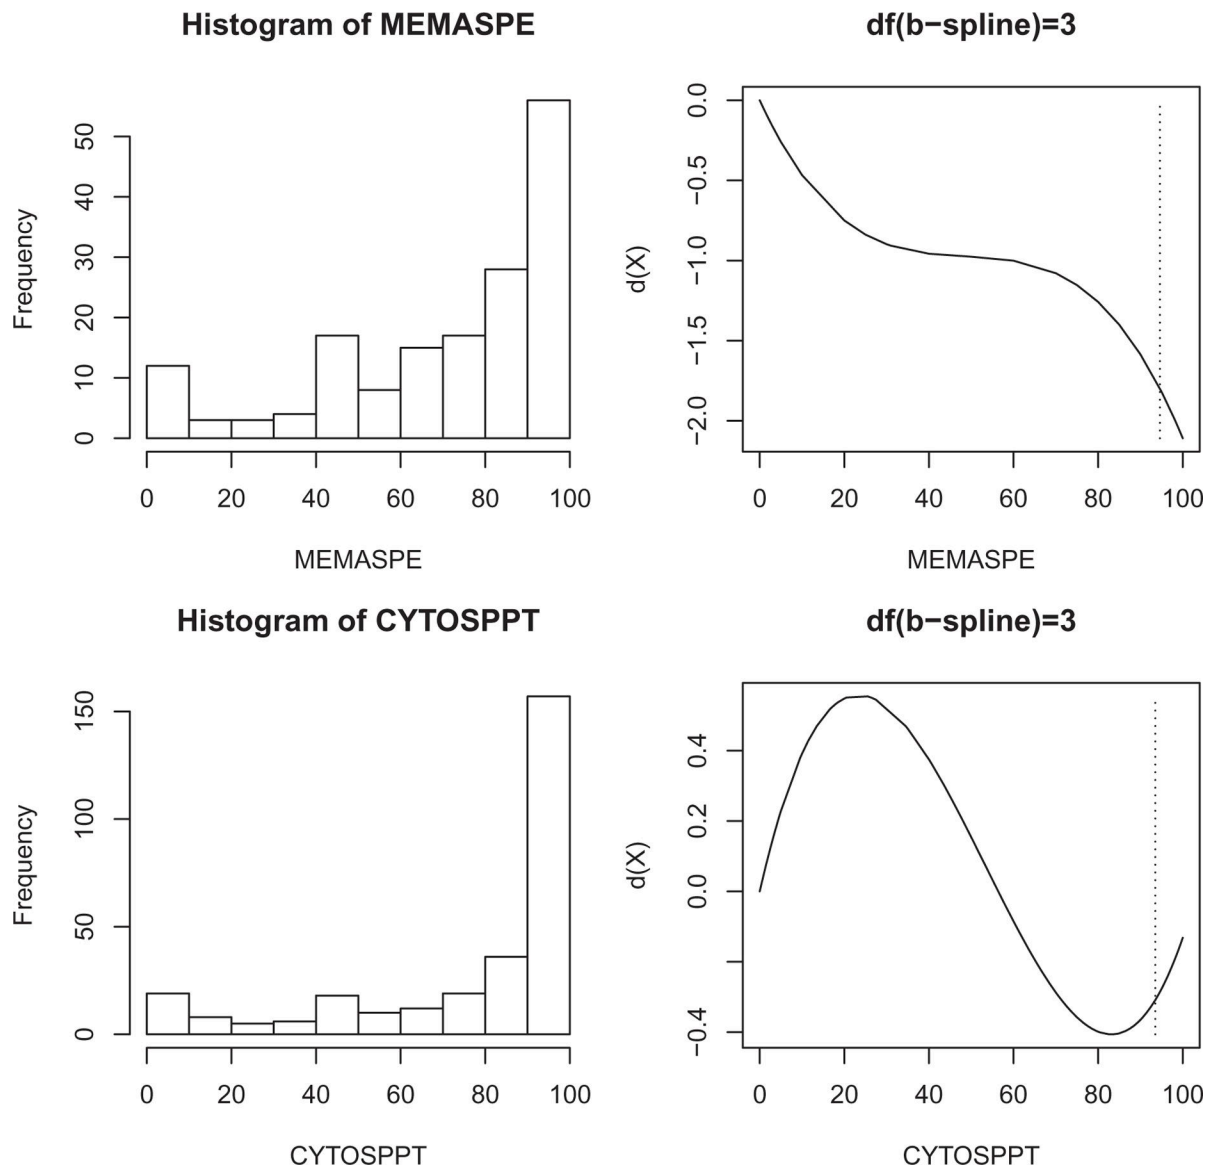 Histogram of MEMASPE
Frequency
0 10 20 30 40 50
0 20 40 60 80 100
MEMASPE
df(b−spline)=3
d(X)
0.0 −0.5 −1.0 −1.5 −2.0
0 20 40 60 80 100
MEMASPE
Histogram of CYTOSPPT
Frequency
0 50 100 150
0 20 40 60 80 100
CYTOSPPT
df(b−spline)=3
d(X)
−0.4 0.0 0.2 0.4
0 20 40 60 80 100
CYTOSPPT